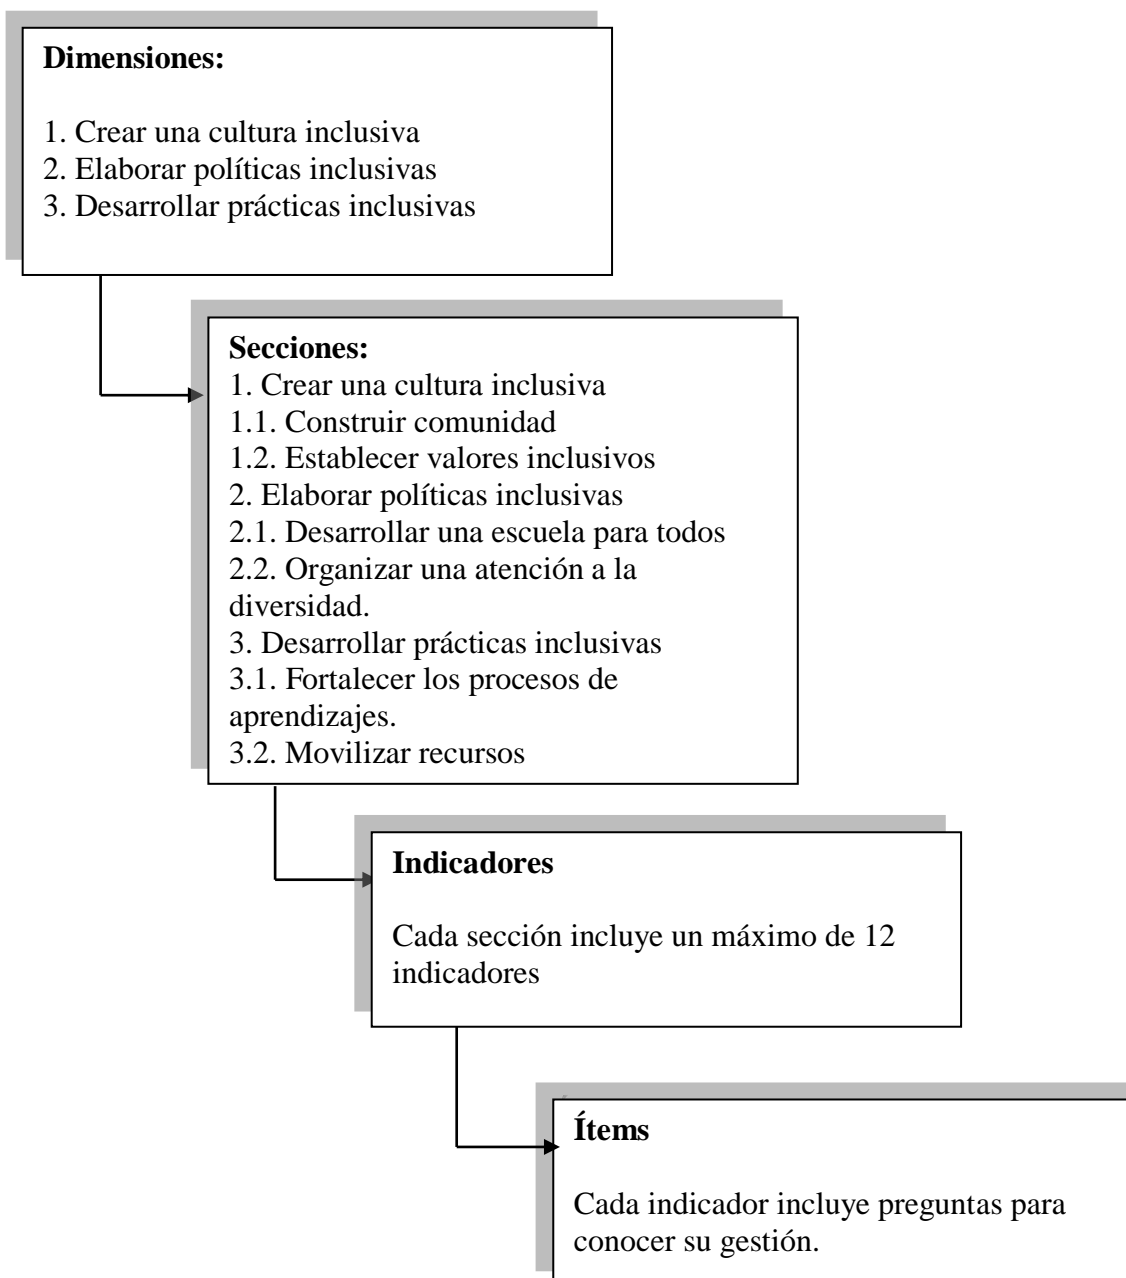 Dimensiones:
1. Crear una cultura inclusiva
2. Elaborar políticas inclusivas
3. Desarrollar prácticas inclusivas
Secciones:
1. Crear una cultura inclusiva
1.1. Construir comunidad
1.2. Establecer valores inclusivos
2. Elaborar políticas inclusivas
2.1. Desarrollar una escuela para todos
2.2. Organizar una atención a la
diversidad.
3. Desarrollar prácticas inclusivas
3.1. Fortalecer los procesos de
aprendizajes.
3.2. Movilizar recursos
Indicadores
Cada sección incluye un máximo de 12
indicadores
Ítems
Cada indicador incluye preguntas para
conocer su gestión.